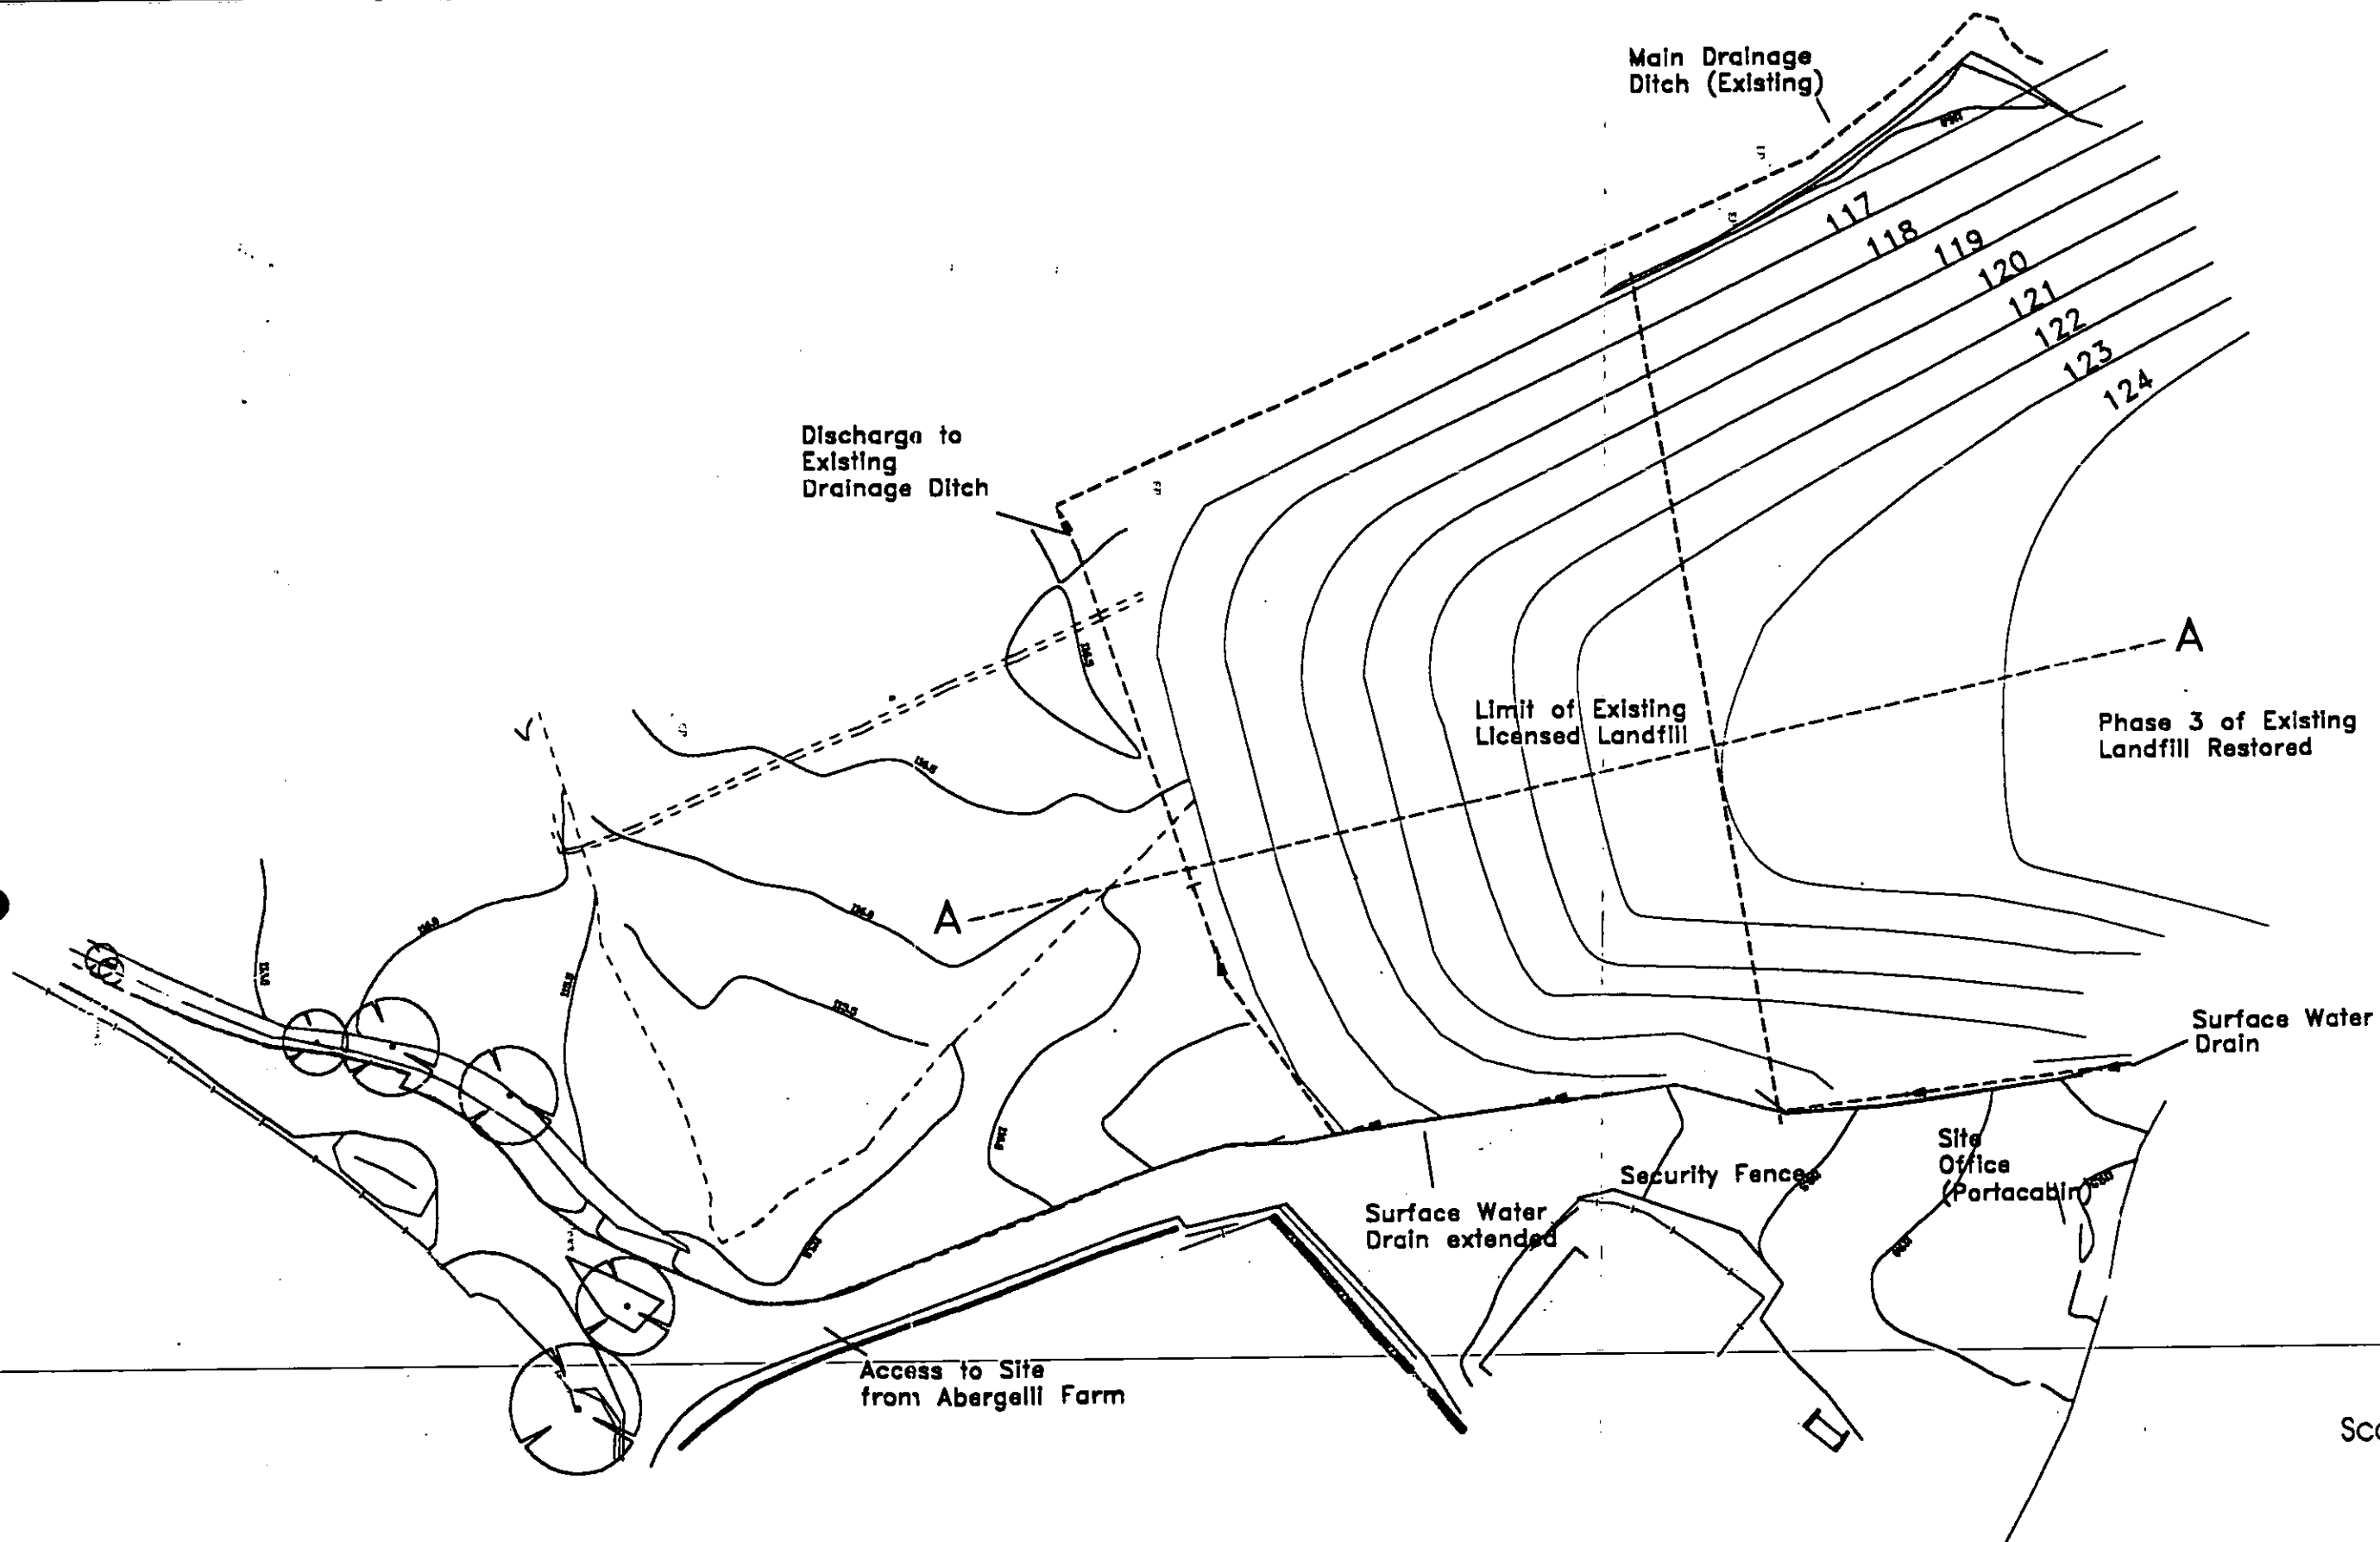 Main Drainage
Ditch (Existing)
117
118
119
120
121
122
123
124
Discharge to
Existing
Drainage Ditch
A
Limit of Existing
Licensed Landfill
Phase 3 of Existing
Landfill Restored
A
Surface Water
Drain
Site
Office
Portacabin
Security Fence
Surface Water
Drain extended
Access to Site
from Abergelli Farm